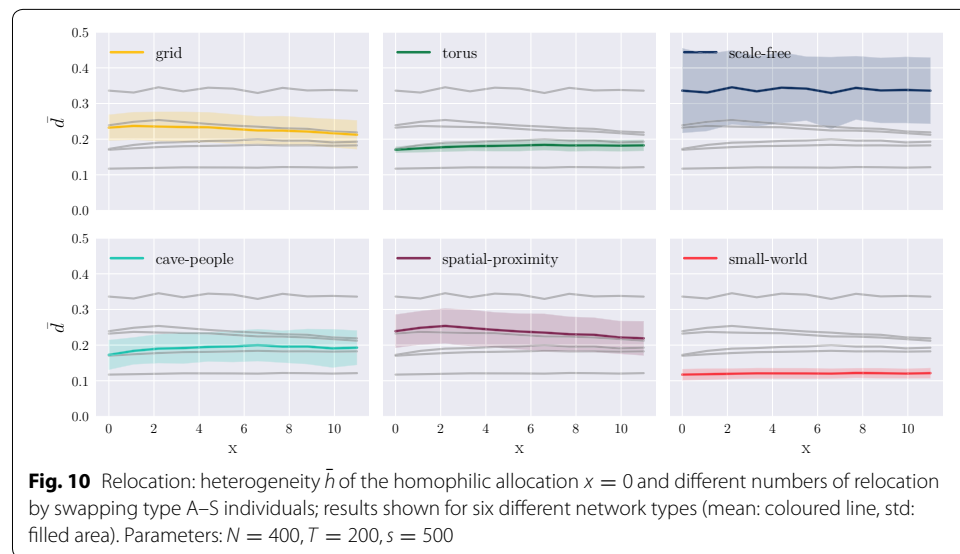 0.5
0.4
0.3
0.2
0.1
0.0
d̄
grid
torus
scale-free
0.5
0.4
0.3
0.2
0.1
0.0
d̄
cave-people
spatial-proximity
small-world
0 2 4 6 8 10
0 2 4 6 8 10
0 2 4 6 8 10
x
x
x
Fig. 10 Relocation: heterogeneity h̄ of the homophilic allocation x = 0 and different numbers of relocation
by swapping type A–S individuals; results shown for six different network types (mean: coloured line, std:
filled area). Parameters: N = 400, T = 200, s = 500